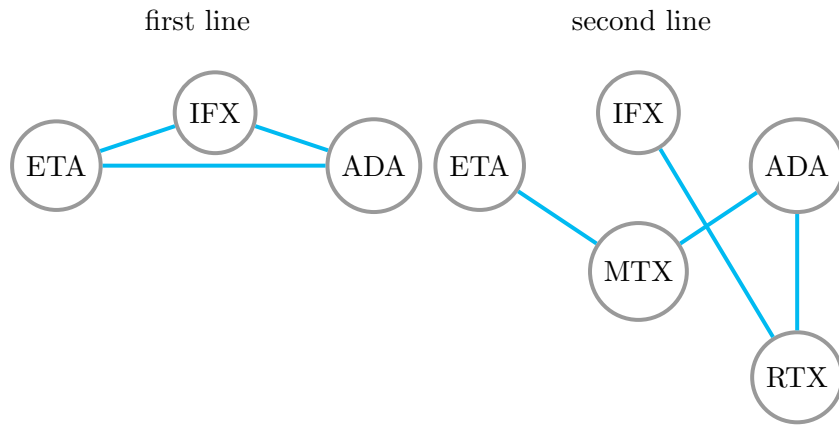 first line
IFX
ETA
ADA
second line
IFX
ETA
ADA
MTX
RTX